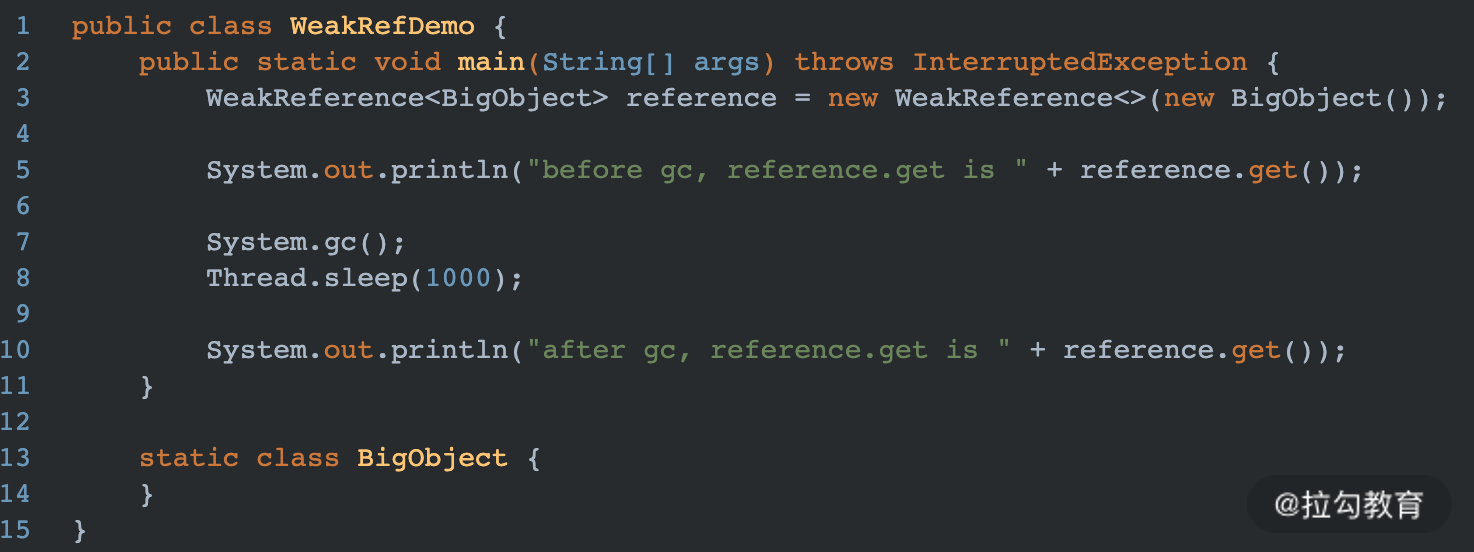 1 public class WeakRefDemo {
2     public static void main(String[] args) throws InterruptedException {
3         WeakReference<BigObject> reference = new WeakReference<>(new BigObject());
4
5         System.out.println("before gc, reference.get is " + reference.get());
6
7         System.gc();
8         Thread.sleep(1000);
9
10         System.out.println("after gc, reference.get is " + reference.get());
11     }
12
13     static class BigObject {
14     }
15 }
@拉勾教育